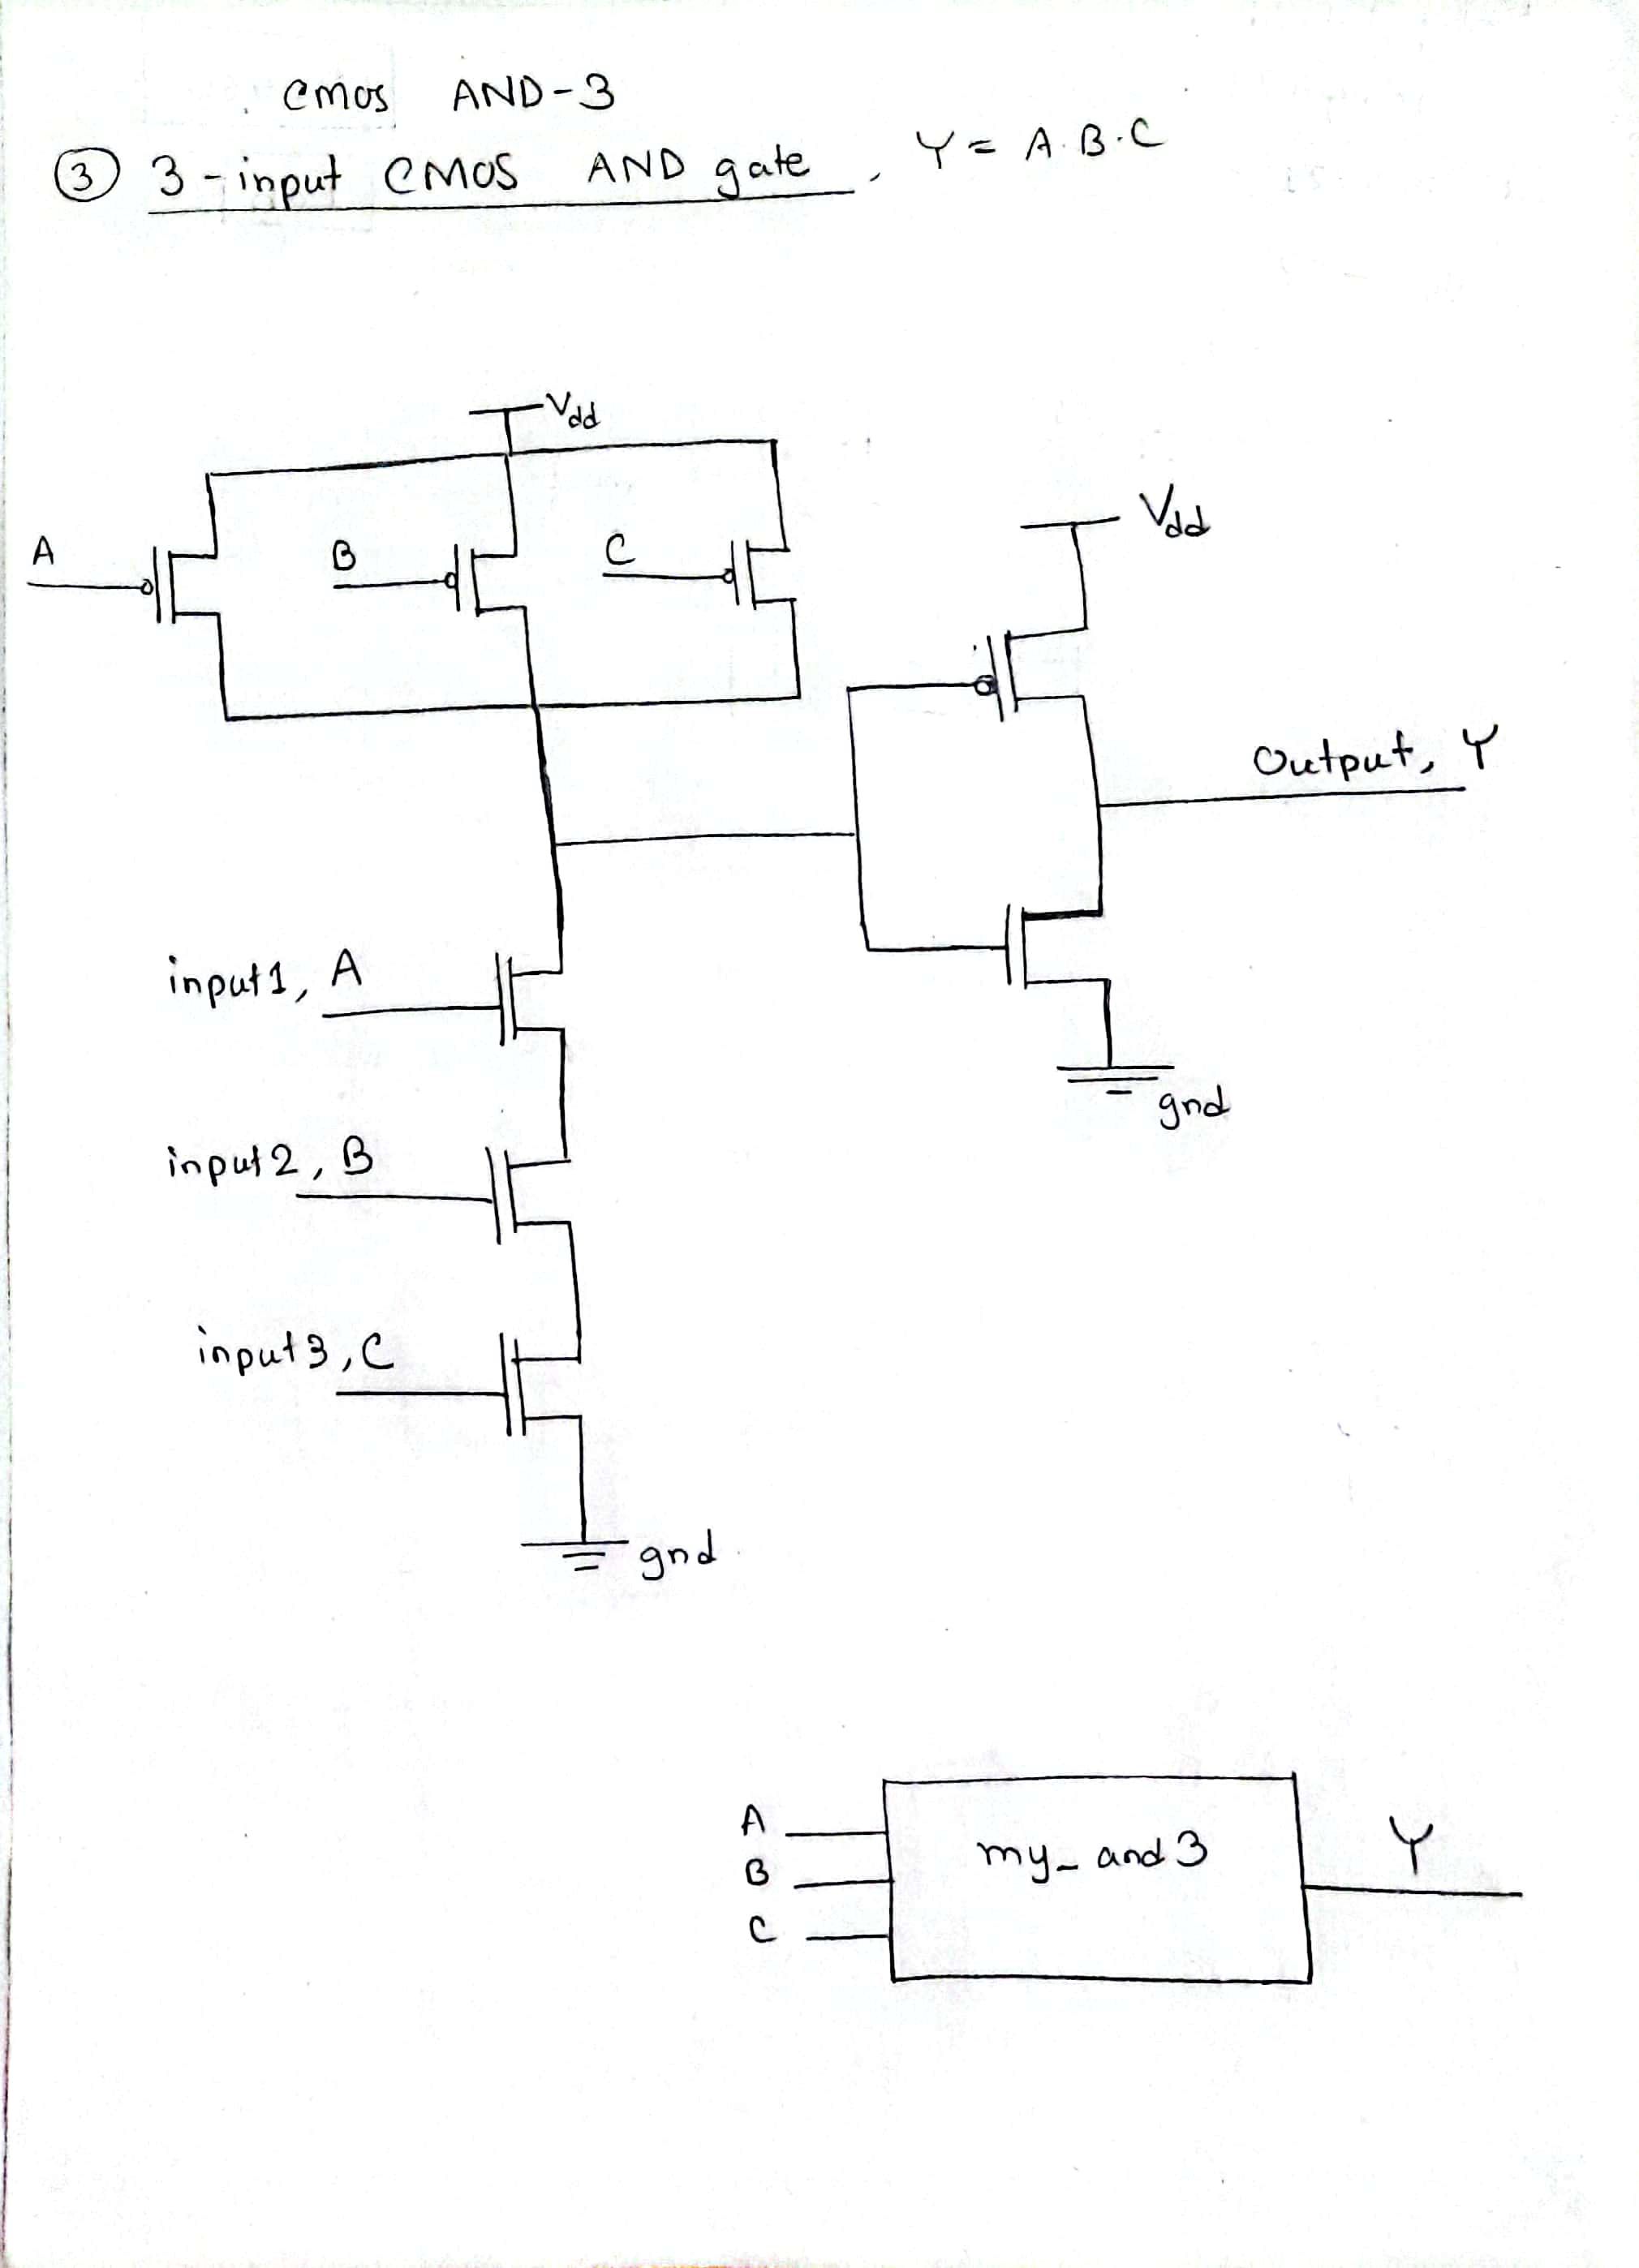 CMOS AND-3
③ 3-input CMOS AND gate, Y = A.B.C
Vdd
A
B
C
Vdd
Output, Y
input1, A
gnd
input2, B
input3, C
gnd
A
B
C
my_and3
Y